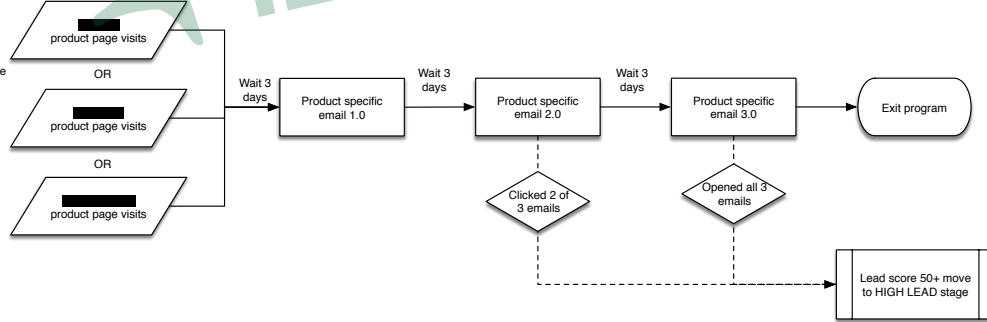 product page visits
e
OR
product page visits
OR
product page visits
Wait 3
days
Product specific
email 1.0
Wait 3
days
Product specific
email 2.0
Wait 3
days
Product specific
email 3.0
Exit program
Clicked 2 of
3 emails
Opened all 3
emails
Lead score 50+ move
to HIGH LEAD stage